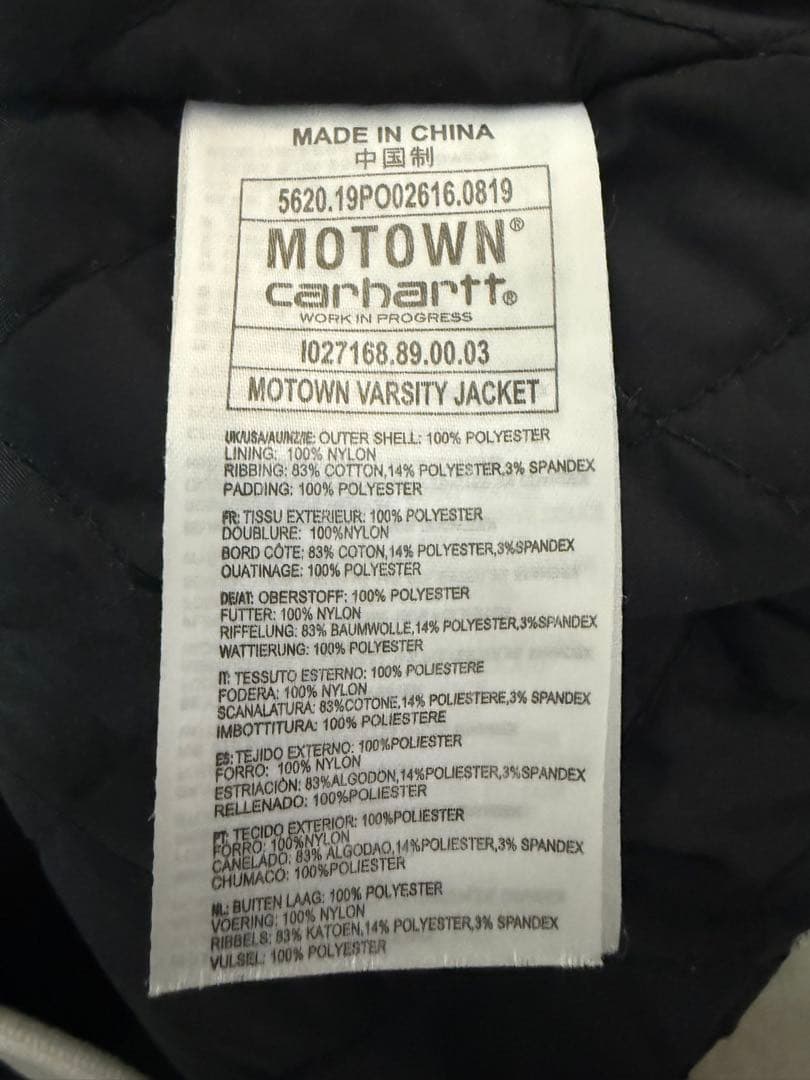 MADE IN CHINA
中国制
5620.19PO02616.0819
MOTOWN®
carhartt®
WORK IN PROGRESS
I027168.89.00.03
MOTOWN VARSITY JACKET
UK/USA/AU/NZ/IE: OUTER SHELL: 100% POLYESTER
LINING: 100% NYLON
RIBBING: 83% COTTON,14% POLYESTER,3% SPANDEX
PADDING: 100% POLYESTER
FR: TISSU EXTERIEUR: 100% POLYESTER
DOUBLURE: 100%NYLON
BORD CÔTE: 83% COTON,14% POLYESTER,3%SPANDEX
OUATINAGE: 100% POLYESTER
DE/AT: OBERSTOFF: 100% POLYESTER
FUTTER: 100% NYLON
RIFFELUNG: 83% BAUMWOLLE,14% POLYESTER,3%SPANDEX
WATTIERUNG: 100% POLYESTER
IT: TESSUTO ESTERNO: 100% POLIESTERE
FODERA: 100% NYLON
SCANALATURA: 83%COTONE,14% POLIESTERE,3% SPANDEX
IMBOTTITURA: 100% POLIESTERE
ES: TEJIDO EXTERNO: 100%POLIESTER
FORRO: 100% NYLON
ESTRIACIÓN: 83%ALGODÓN,14%POLIESTER,3%SPANDEX
RELLENADO: 100%POLIESTER
PT: TECIDO EXTERIOR: 100%POLIESTER
FORRO: 100%NYLON
CANELADO: 83% ALGODAO,14%POLIESTER,3% SPANDEX
CHUMACO: 100%POLIESTER
NL: BUITEN LAAG: 100% POLYESTER
VOERING: 100% NYLON
RIBBELS: 83% KATOEN,14% POLYESTER,3% SPANDEX
VULSEL: 100% POLYESTER